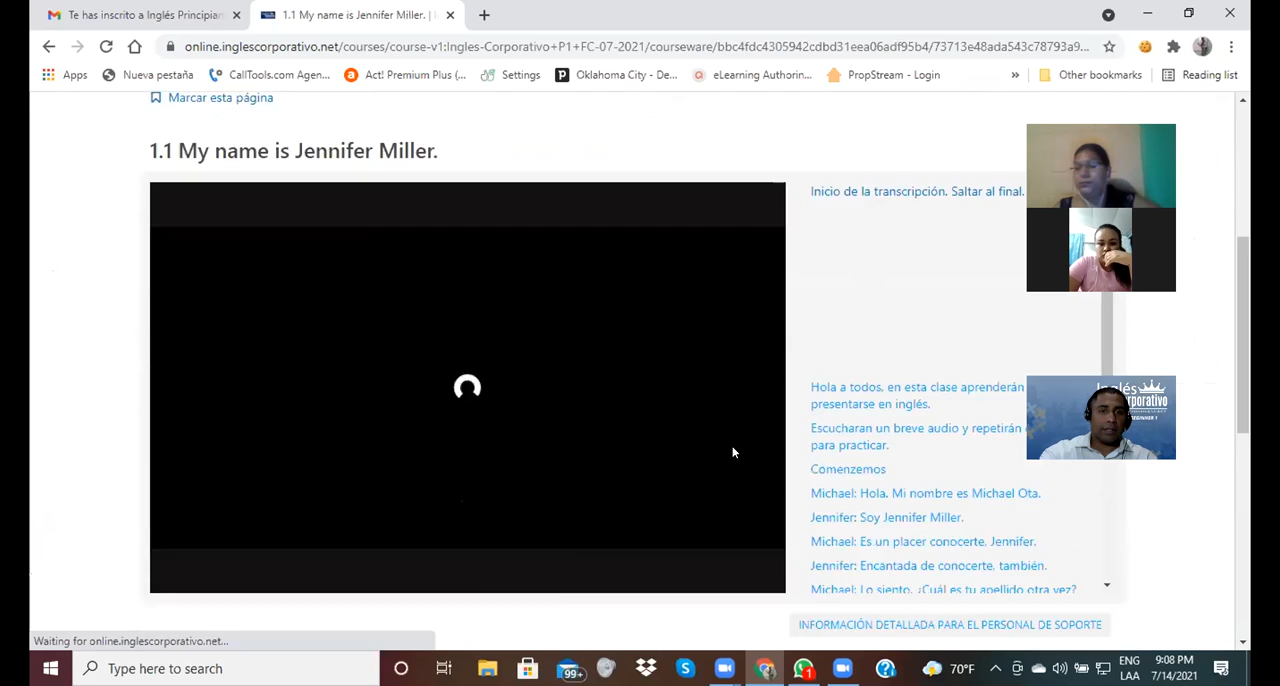 Te has inscrito a Inglés Principian
1.1 My name is Jennifer Miller. |
online.inglescorporativo.net/courses/course-v1:Ingles-Corporativo+P1+FC-07-2021/courseware/bbc4fdc4305942cdbd31eea06adf95b4/73713e48ada543c78793a9...
Apps
Nueva pestaña
CallTools.com Agen...
Act! Premium Plus (...
Settings
Oklahoma City - De...
eLearning Authorin...
PropStream - Login
»
Other bookmarks
Reading list
Marcar esta página
1.1 My name is Jennifer Miller.
Inicio de la transcripción. Saltar al final.
Hola a todos, en esta clase aprenderán
presentarse en inglés.
Escucharan un breve audio y repetirán
para practicar.
Comenzemos
Michael: Hola. Mi nombre es Michael Ota.
Jennifer: Soy Jennifer Miller.
Michael: Es un placer conocerte, Jennifer.
Jennifer: Encantada de conocerte, también.
Michael: Lo siento, ¿Cuál es tu apellido otra vez?
Inglés
orporativo
BEGINNER 1
INFORMACIÓN DETALLADA PARA EL PERSONAL DE SOPORTE
Waiting for online.inglescorporativo.net...
Type here to search
99+
1
70°F
ENG
LAA
9:08 PM
7/14/2021